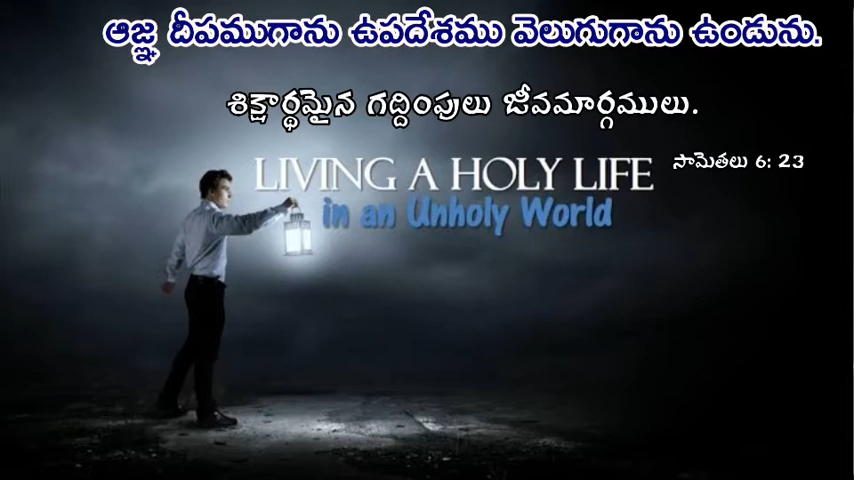 ఆజ్ఞ దీపముగాను ఉపదేశము వెలుగుగాను ఉండును.
శిక్షార్థమైన గద్దింపులు జీవమార్గములు.
LIVING A HOLY LIFE
సామెతలు 6: 23
in an Unholy World